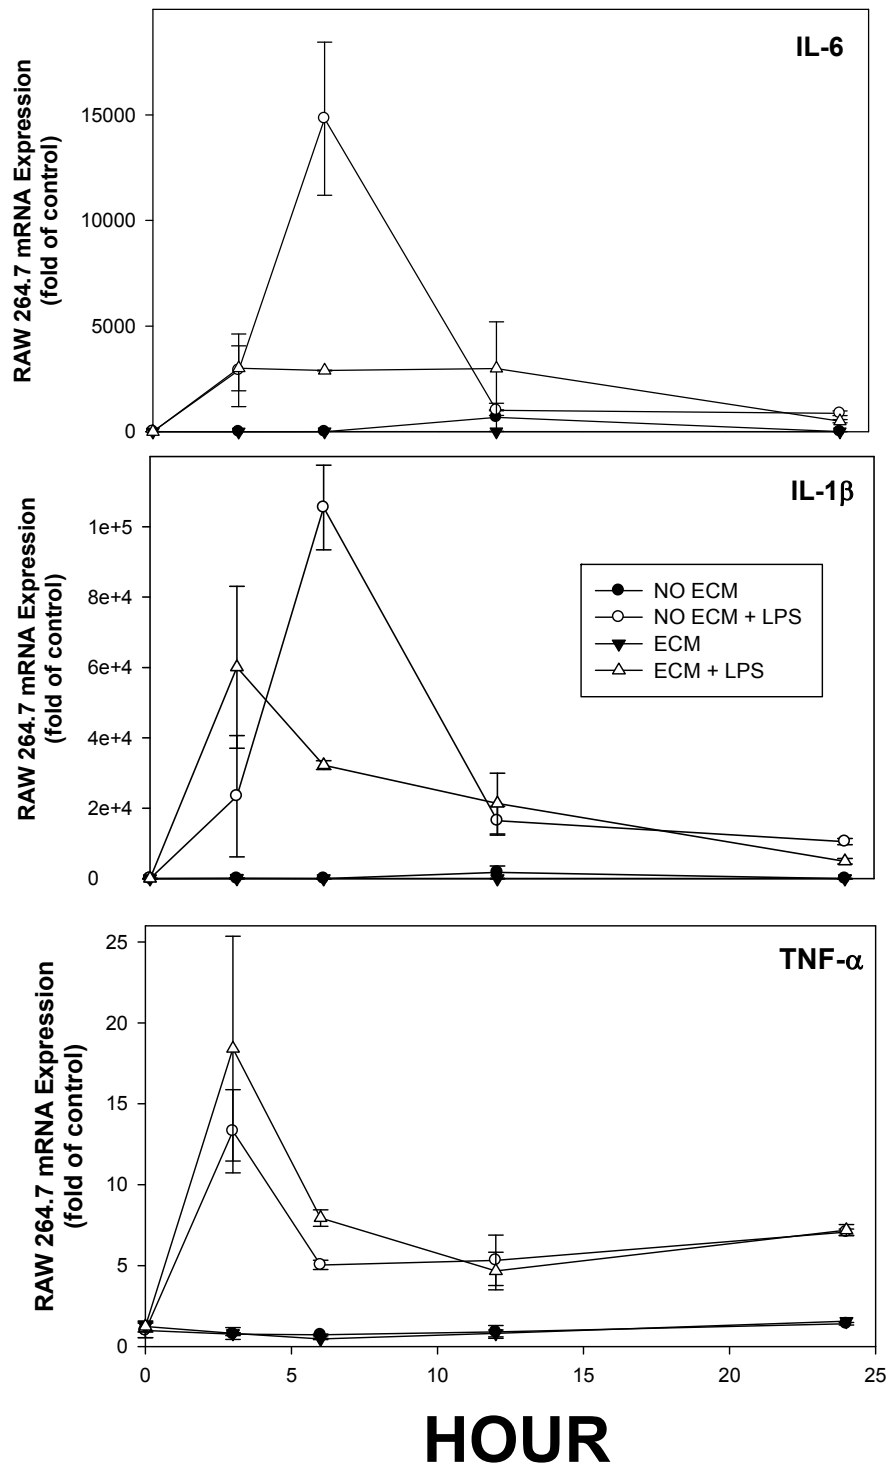 IL-6
RAW 264.7 mRNA Expression
(fold of control)
15000
10000
5000
0
IL-1β
RAW 264.7 mRNA Expression
(fold of control)
1e+5
8e+4
6e+4
4e+4
2e+4
0
NO ECM
NO ECM + LPS
ECM
ECM + LPS
TNF-α
RAW 264.7 mRNA Expression
(fold of control)
25
20
15
10
5
0
0 5 10 15 20 25
HOUR